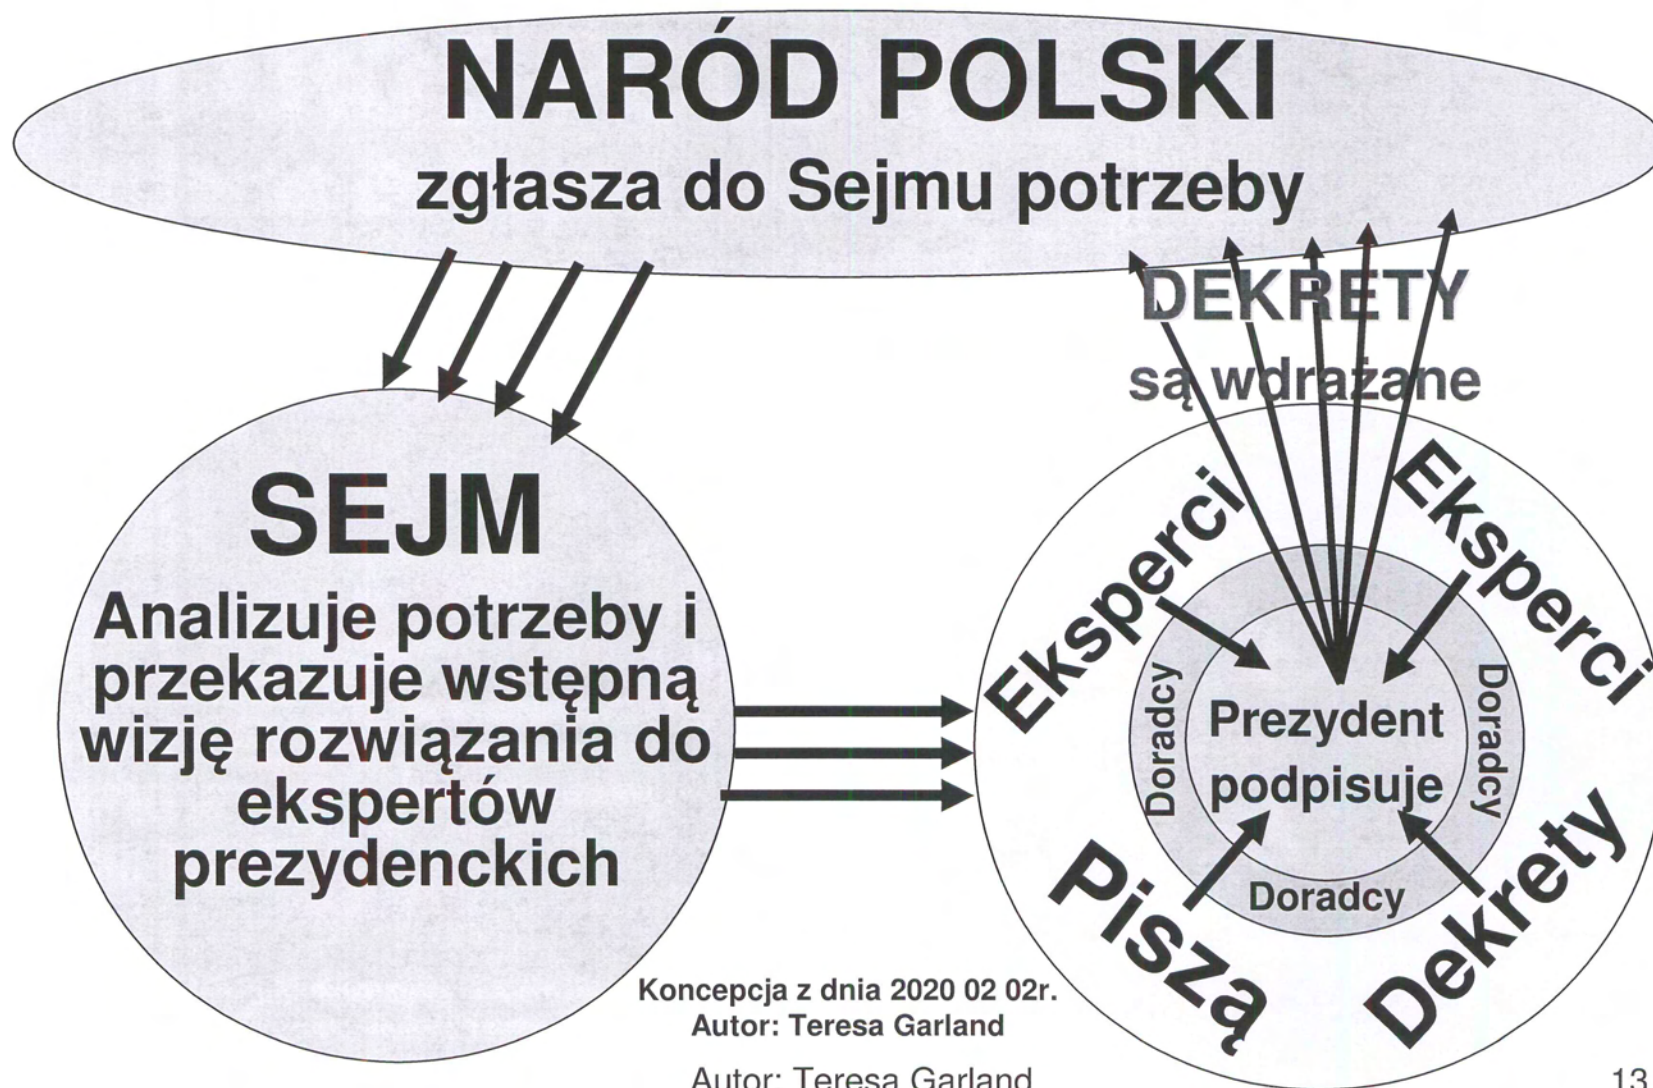 NARÓD POLSKI
zgłasza do Sejmu potrzeby
DEKRETY
są wdrażane
SEJM
Analizuje potrzeby i
przekazuje wstępną
wizję rozwiązania do
ekspertów
prezydenckich
Eksperci
Eksperci
Doradcy
Prezydent
podpisuje
Doradcy
Doradcy
Piszą
Dekrety
Koncepcja z dnia 2020 02 02r.
Autor: Teresa Garland
Autor: Teresa Garland
13